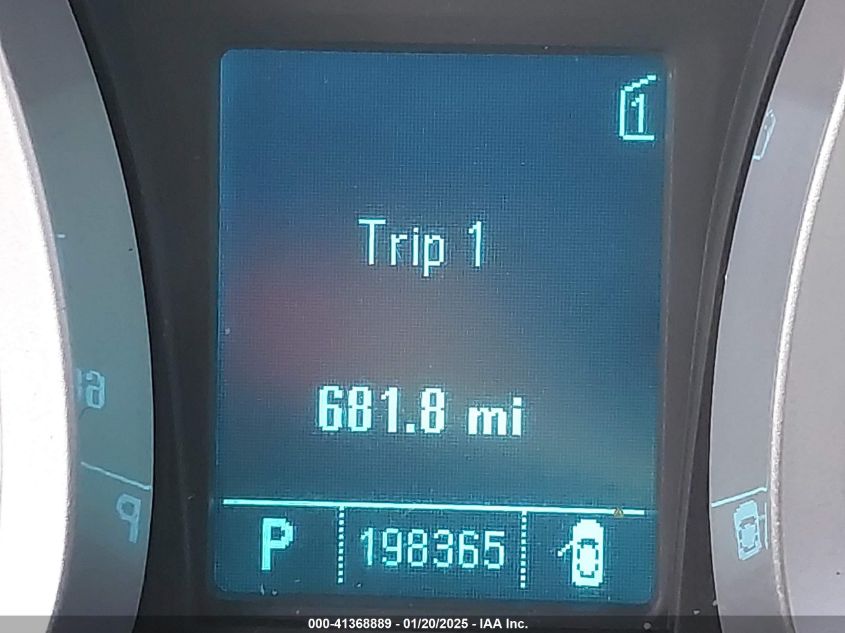 1
Trip 1
681.8 mi
P 198365
000-41368889 - 01/20/2025 - IAA Inc.